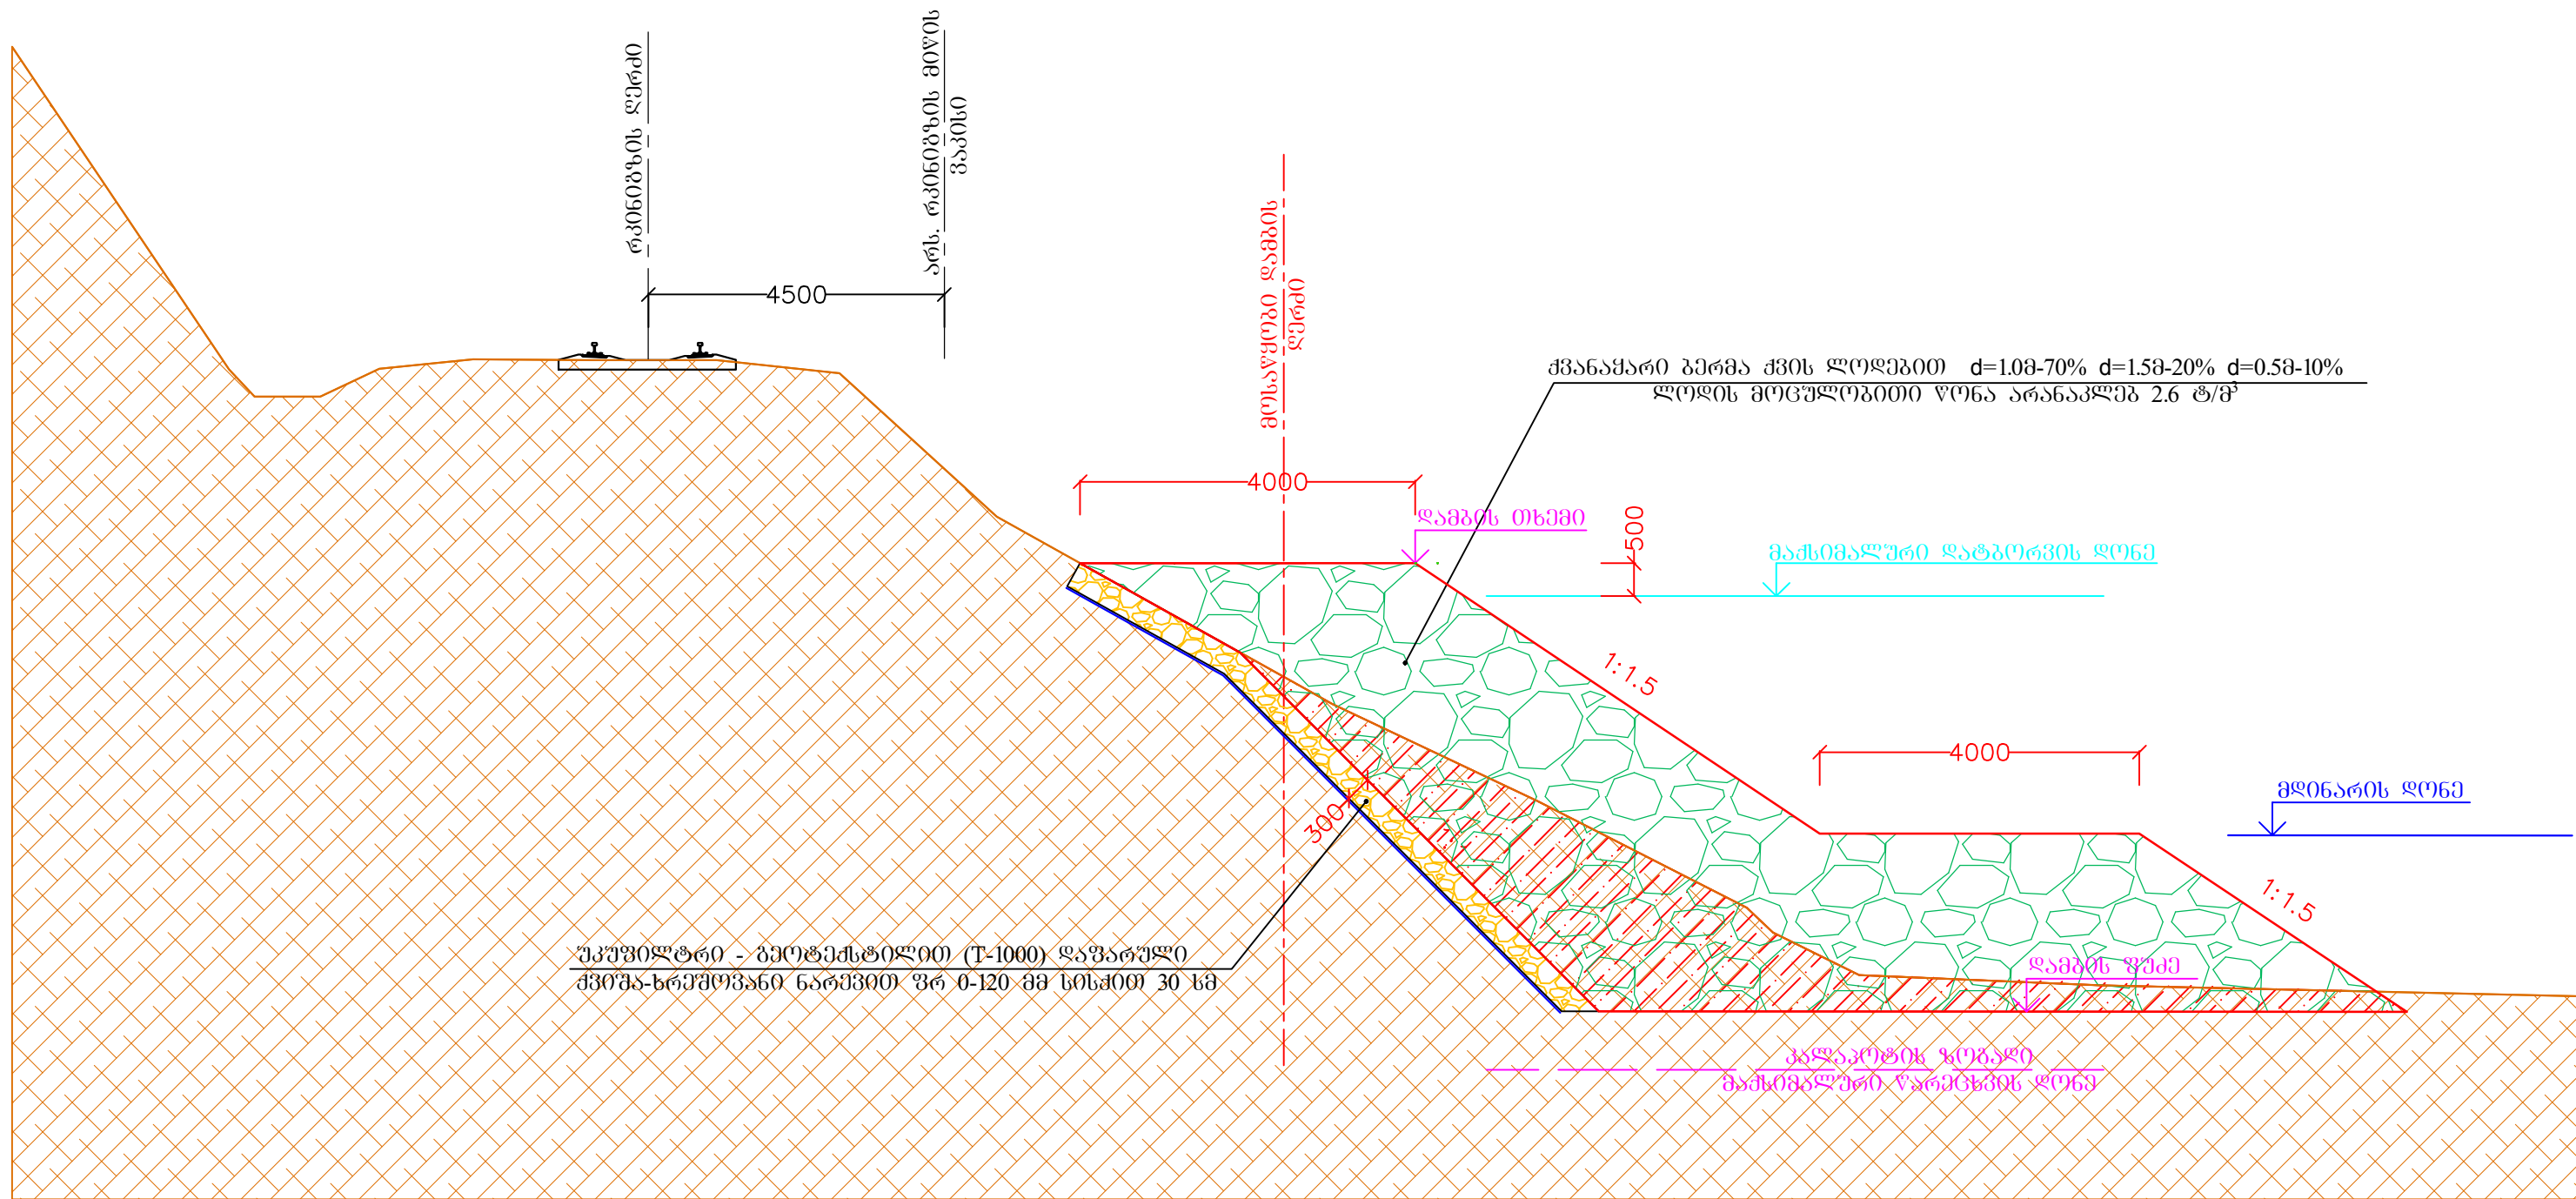 რკინიგზის ღერძი
არს. რკინიგზის მიწის
ვაკისი
4500
მოსაწყობი დამბის
ღერძი
ქვანაყარი ბერმა ქვის ლოდებით d=1.0მ-70% d=1.5მ-20% d=0.5მ-10%
ლოდის მოცულობითი წონა არანაკლებ 2.6 ტ/მ³
4000
დამბის თხემი
500
მაქსიმალური დატბორვის დონე
1:1.5
4000
მდინარის დონე
300
1:1.5
უკუფილტრი - გეოტექსტილით (T-1000) დაფარული
ქვიშა-ხრეშოვანი ნარევით ფრ 0-120 მმ სისქით 30 სმ
დამბის ფუძე
კალაპოტის ზოგადი
მაქსიმალური წარეცხვის დონე